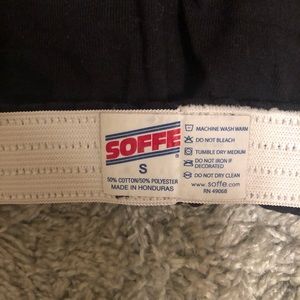 SOFFE
®
S
50% COTTON/50% POLYESTER
MADE IN HONDURAS
MACHINE WASH WARM
DO NOT BLEACH
TUMBLE DRY MEDIUM
DO NOT IRON IF
DECORATED
DO NOT DRY CLEAN
www.soffe.com
RN 49068